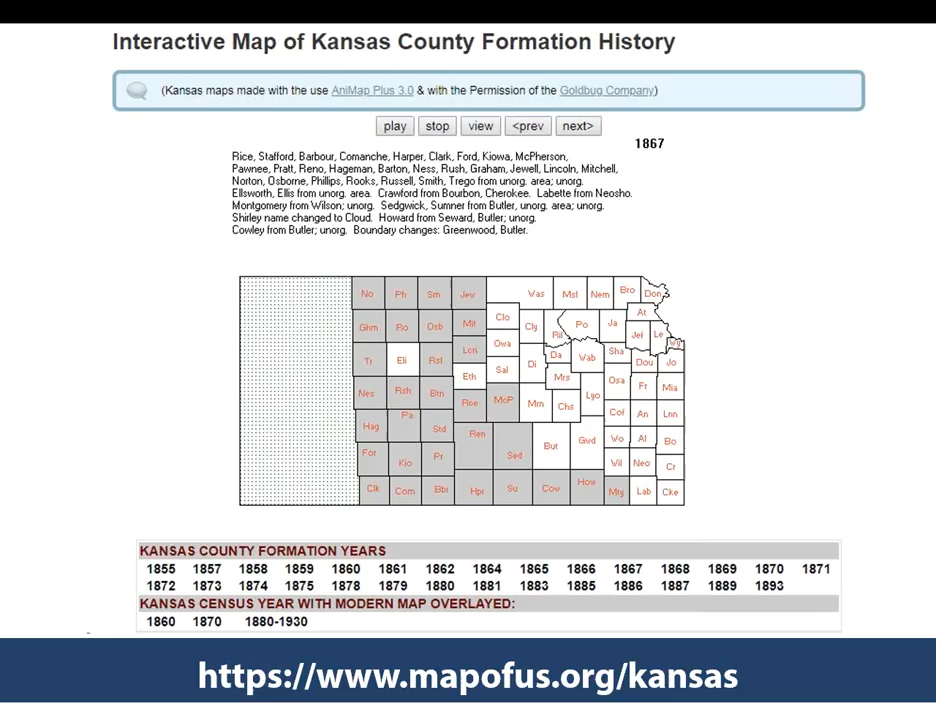 Interactive Map of Kansas County Formation History
(Kansas maps made with the use AniMap Plus 3.0 & with the Permission of the Goldbug Company)
play stop view <prev next>
1867
Rice, Stafford, Barbour, Comanche, Harper, Clark, Ford, Kiowa, McPherson,
Pawnee, Pratt, Reno, Hageman, Barton, Ness, Rush, Graham, Jewell, Lincoln, Mitchell,
Norton, Osborne, Phillips, Rooks, Russell, Smith, Trego from unorg. area; unorg.
Ellsworth, Ellis from unorg. area. Crawford from Bourbon, Cherokee. Labette from Neosho.
Montgomery from Wilson; unorg. Sedgwick, Sumner from Butler, unorg. area; unorg.
Shirley name changed to Cloud. Howard from Seward, Butler; unorg.
Cowley from Butler; unorg. Boundary changes: Greenwood, Butler.
No Ph Sm Jew Was Msl Nem Bro Don
Ghm Ro Osb Mit Clo Cly Ril Po Ja At Jef Le Wy
Tr Eli Rsl Lcn Owa Di Da Wab Sha Dou Jo
Eth Sal Mrs Osa Fr Mia
Nes Rsh Btn Rce McP Mrn Chs Lyo Cof An Lnn
Hag Pa Std Ren Sed But Gwd Wo Al Bo
For Kio Pr Wil Neo Cr
Clk Com Bbr Hpr Su Cow How Mtg Lab Cke
KANSAS COUNTY FORMATION YEARS
1855 1857 1858 1859 1860 1861 1862 1864 1865 1866 1867 1868 1869 1870 1871
1872 1873 1874 1875 1878 1879 1880 1881 1883 1885 1886 1887 1889 1893
KANSAS CENSUS YEAR WITH MODERN MAP OVERLAYED:
1860 1870 1880-1930
https://www.mapofus.org/kansas